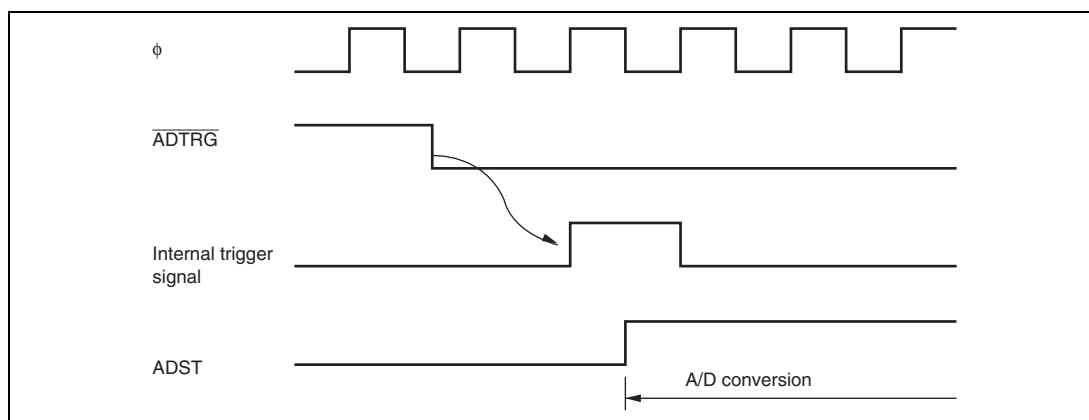 ϕ
ADTRG
Internal trigger
signal
ADST
A/D conversion